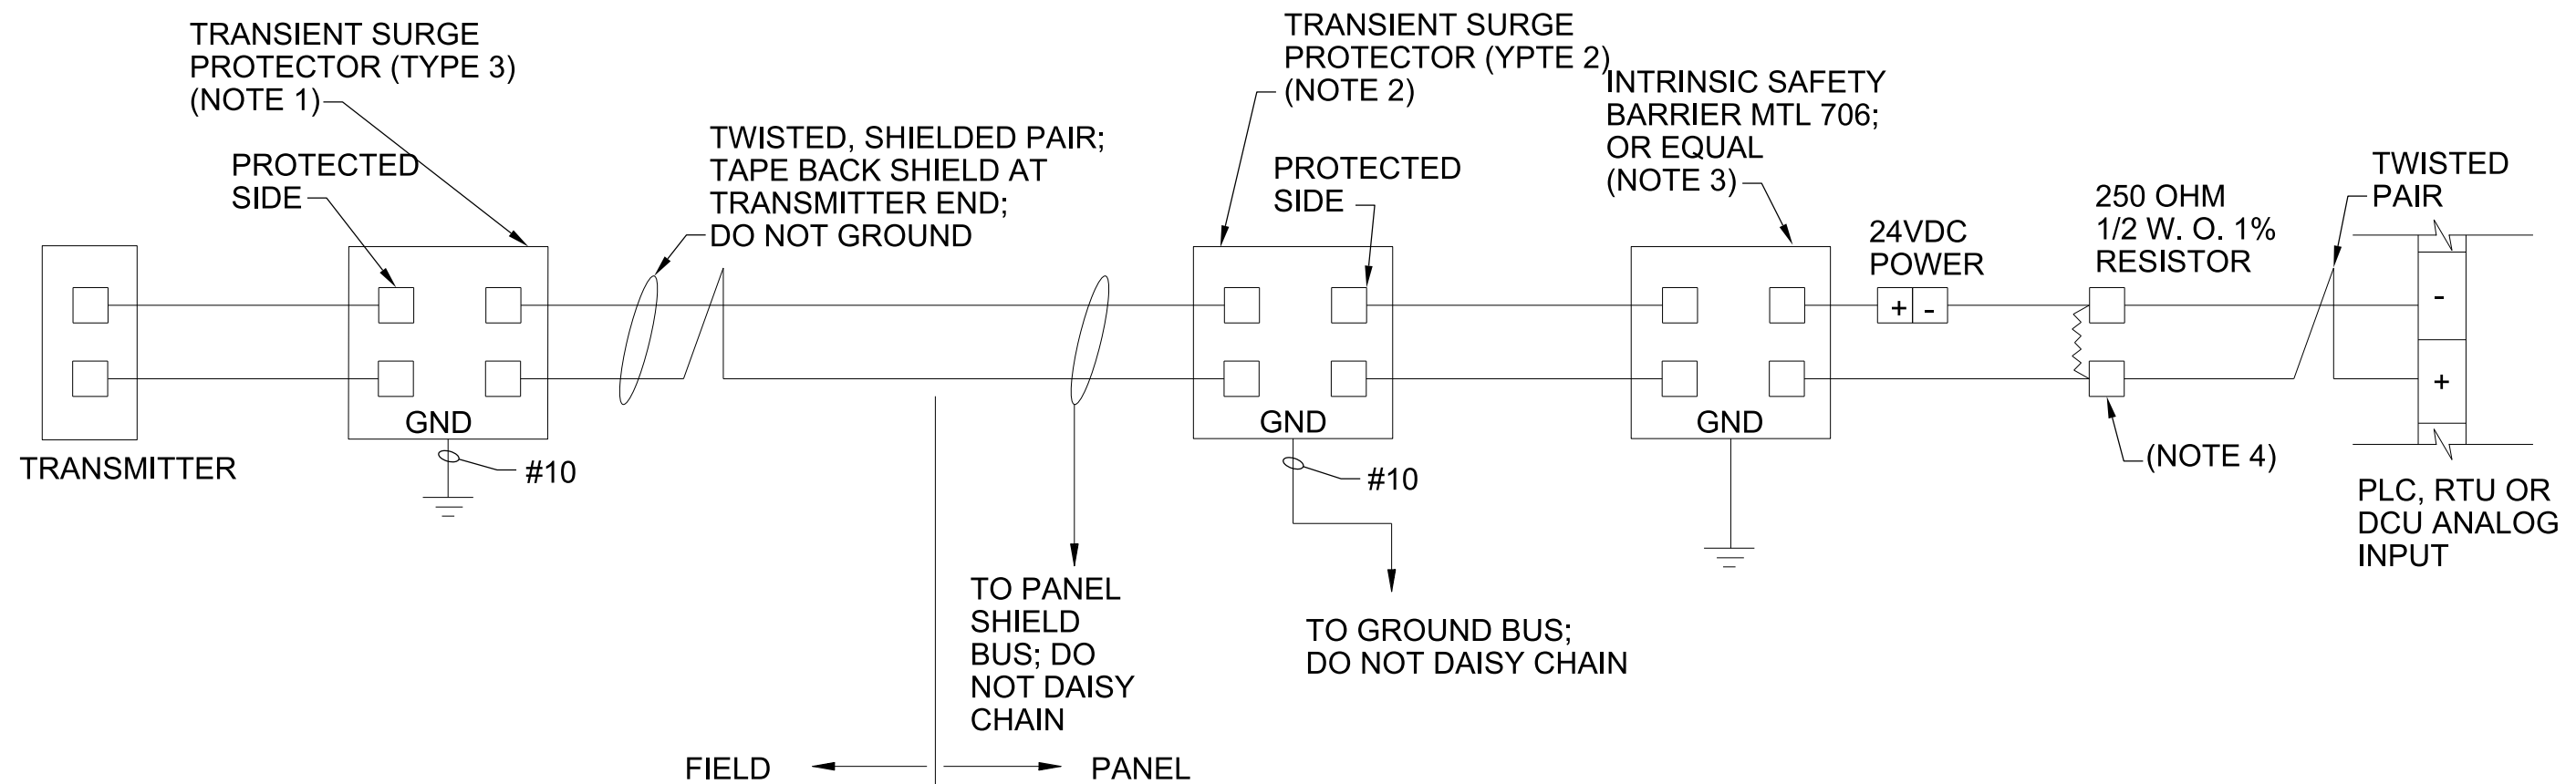 TRANSIENT SURGE
PROTECTOR (TYPE 3)
(NOTE 1)
PROTECTED
SIDE
TWISTED, SHIELDED PAIR;
TAPE BACK SHIELD AT
TRANSMITTER END;
DO NOT GROUND
TRANSIENT SURGE
PROTECTOR (YPTE 2)
(NOTE 2)
PROTECTED
SIDE
INTRINSIC SAFETY
BARRIER MTL 706;
OR EQUAL
(NOTE 3)
24VDC
POWER
250 OHM
1/2 W. O. 1%
RESISTOR
TWISTED
PAIR
+ -
-
+
GND
GND
GND
TRANSMITTER
#10
#10
(NOTE 4)
PLC, RTU OR
DCU ANALOG
INPUT
TO PANEL
SHIELD
BUS; DO
NOT DAISY
CHAIN
TO GROUND BUS;
DO NOT DAISY CHAIN
FIELD
PANEL